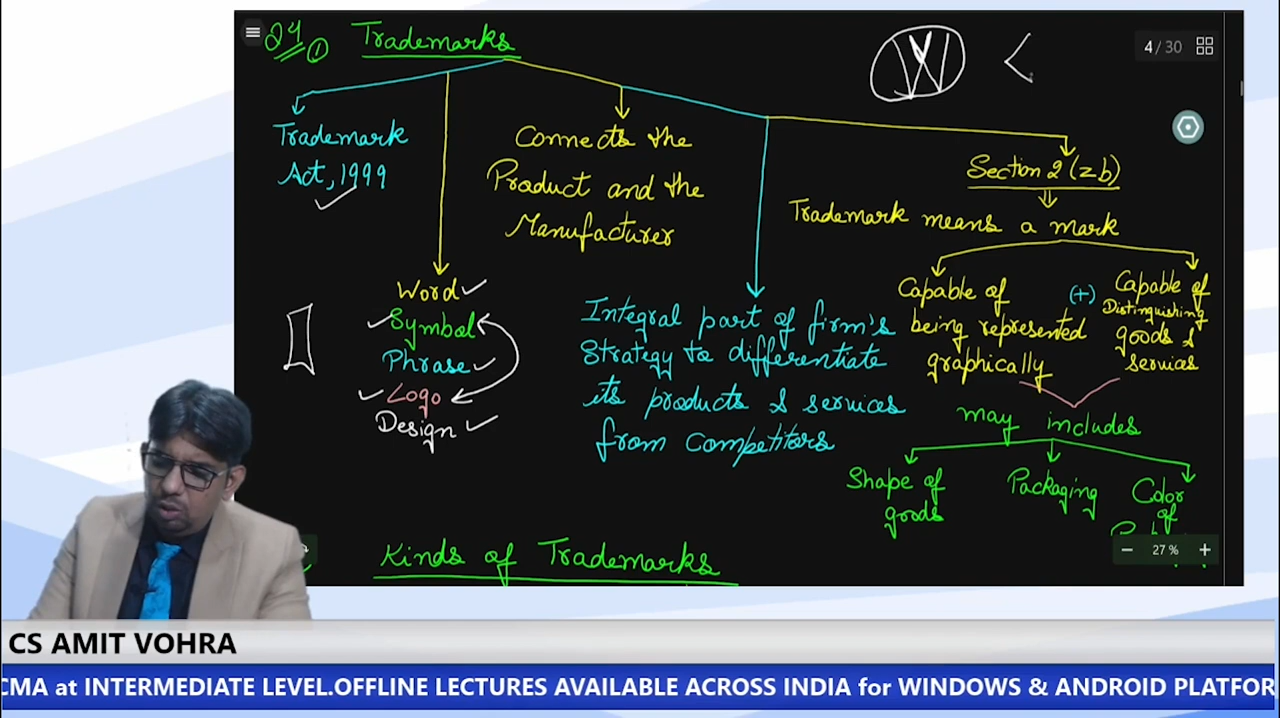 24 ① Trademarks
4 / 30
Trademark
Act, 1999
Connects the
Product and the
Manufacturer
Section 2 (zb)
Trademark means a mark
Word
Symbol
Phrase
Logo
Design
Integral part of firm's
Strategy to differentiate
its products & services
from competitors
Capable of
being represented
graphically
(+)
Capable of
Distinguishing
goods &
services
may includes
Shape of
goods
Packaging
Color
of
Kinds of Trademarks
− 27 % +
CS AMIT VOHRA
CMA at INTERMEDIATE LEVEL.OFFLINE LECTURES AVAILABLE ACROSS INDIA for WINDOWS & ANDROID PLATFOR